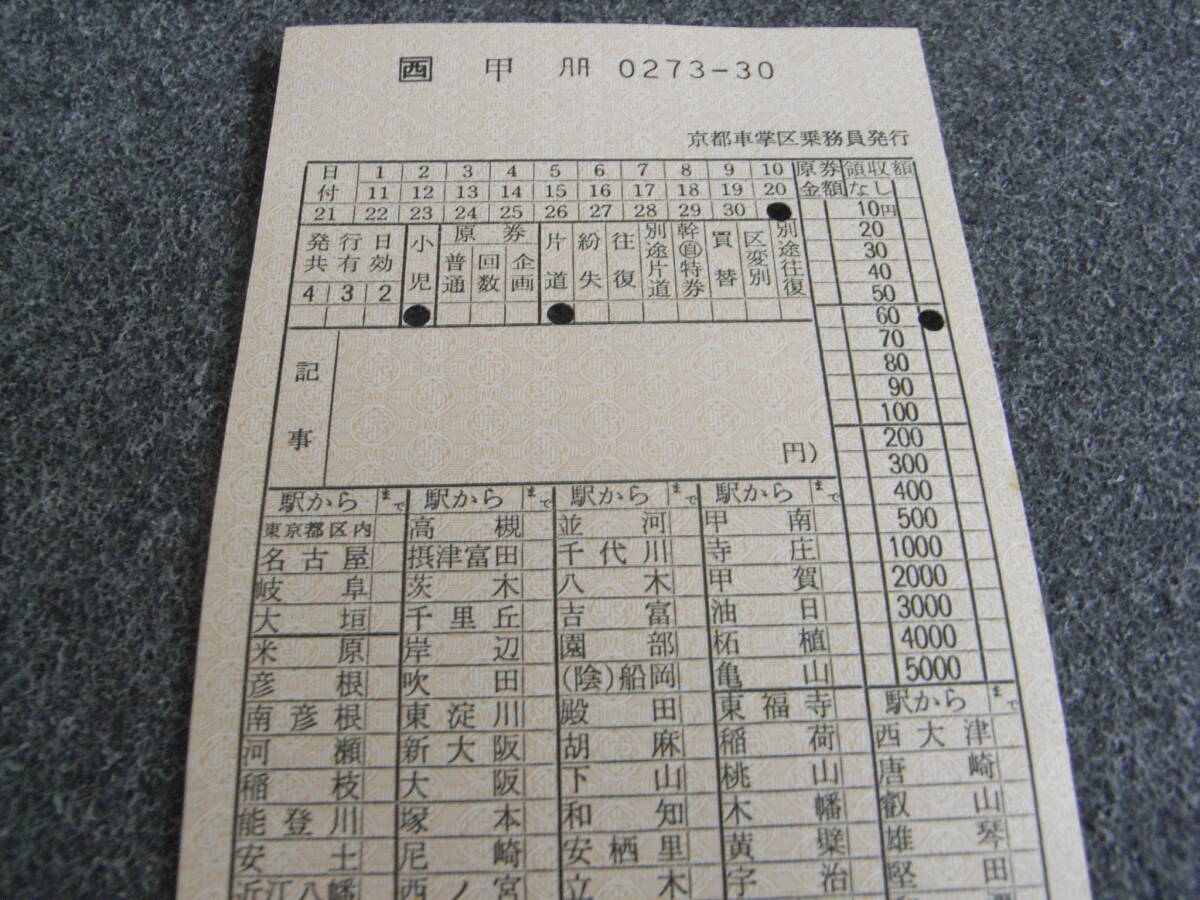 西 甲 册 0273-30
京都車掌区乗務員発行
日付 1 2 3 4 5 6 7 8 9 10 原券金額 領収額
11 12 13 14 15 16 17 18 19 20 なし
21 22 23 24 25 26 27 28 29 30 10円
発行日共有効 小児 原券 普通 回数 企画 片道 紛失 往復 別途片道 幹自特券 買替 区変別 別途往復 20
30
40
4 3 2 50
60
70
80
記事 90
100
200
円) 300
駅から まで 駅から まで 駅から まで 駅から まで 400
東京都区内 高槻 並河 甲南 500
名古屋 摂津富田 千代川 寺庄 1000
岐阜 茨木 八木 甲賀 2000
大垣 千里丘 吉富 油日 3000
米原 岸辺 園部 柘植 4000
彦根 吹田 (陰)船岡 亀山 5000
南彦根 東淀川 殿田 東福寺 駅から まで
河瀬 新大阪 胡麻 稲荷 西大津
稲枝 大阪 下山 桃山 唐崎
能登川 塚本 和知 木幡 叡山
安土 尼崎 安栖里 黄檗 雄琴
近江八幡 西ノ宮 立木 宇治 堅田